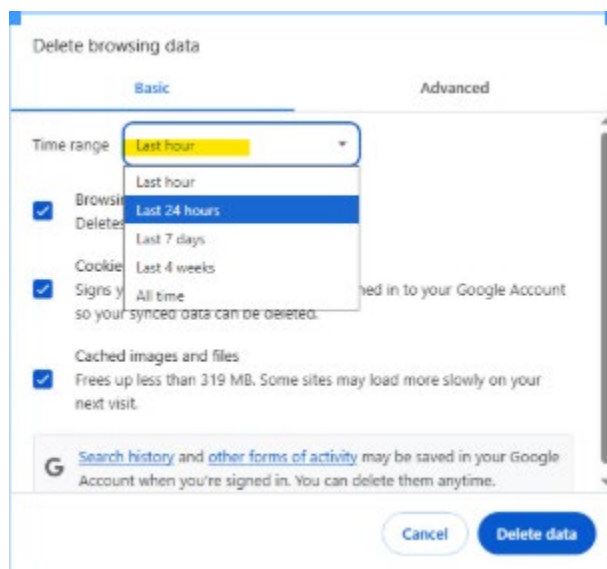 Delete browsing data
Basic
Advanced
Time range
Last hour
Last hour
Last 24 hours
Last 7 days
Last 4 weeks
All time
Deletes
Signs ned in to your Google Account
so your synced data can be deleted.
Cached images and files
Frees up less than 319 MB. Some sites may load more slowly on your
next visit.
G
Search history and other forms of activity may be saved in your Google
Account when you're signed in. You can delete them anytime.
Cancel
Delete data